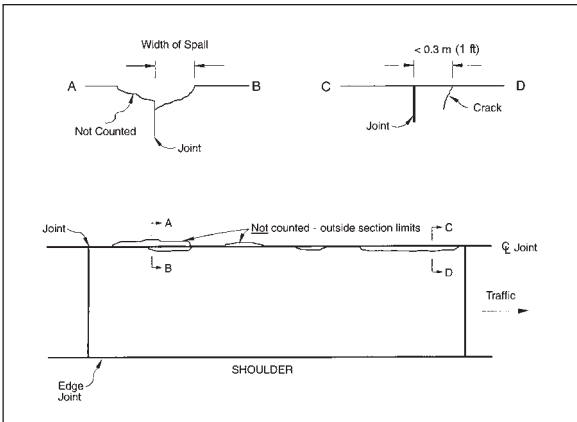 Width of Spall
< 0.3 m (1 ft)
A
B
C
D
Not Counted
Joint
Joint
Crack
Joint
A
Not counted - outside section limits
C
℄ Joint
B
D
Traffic
SHOULDER
Edge
Joint